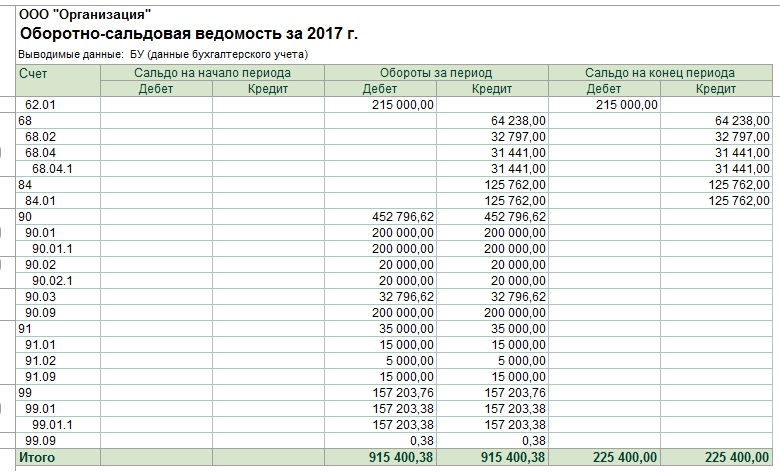 ООО "Организация"
Оборотно-сальдовая ведомость за 2017 г.
Выводимые данные: БУ (данные бухгалтерского учета)
Счет Сальдо на начало периода Обороты за период Сальдо на конец периода
Дебет Кредит Дебет Кредит Дебет Кредит
62.01 215 000,00 215 000,00
68 64 238,00 64 238,00
68.02 32 797,00 32 797,00
68.04 31 441,00 31 441,00
68.04.1 31 441,00 31 441,00
84 125 762,00 125 762,00
84.01 125 762,00 125 762,00
90 452 796,62 452 796,62
90.01 200 000,00 200 000,00
90.01.1 200 000,00 200 000,00
90.02 20 000,00 20 000,00
90.02.1 20 000,00 20 000,00
90.03 32 796,62 32 796,62
90.09 200 000,00 200 000,00
91 35 000,00 35 000,00
91.01 15 000,00 15 000,00
91.02 5 000,00 5 000,00
91.09 15 000,00 15 000,00
99 157 203,76 157 203,76
99.01 157 203,38 157 203,38
99.01.1 157 203,38 157 203,38
99.09 0,38 0,38
Итого 915 400,38 915 400,38 225 400,00 225 400,00